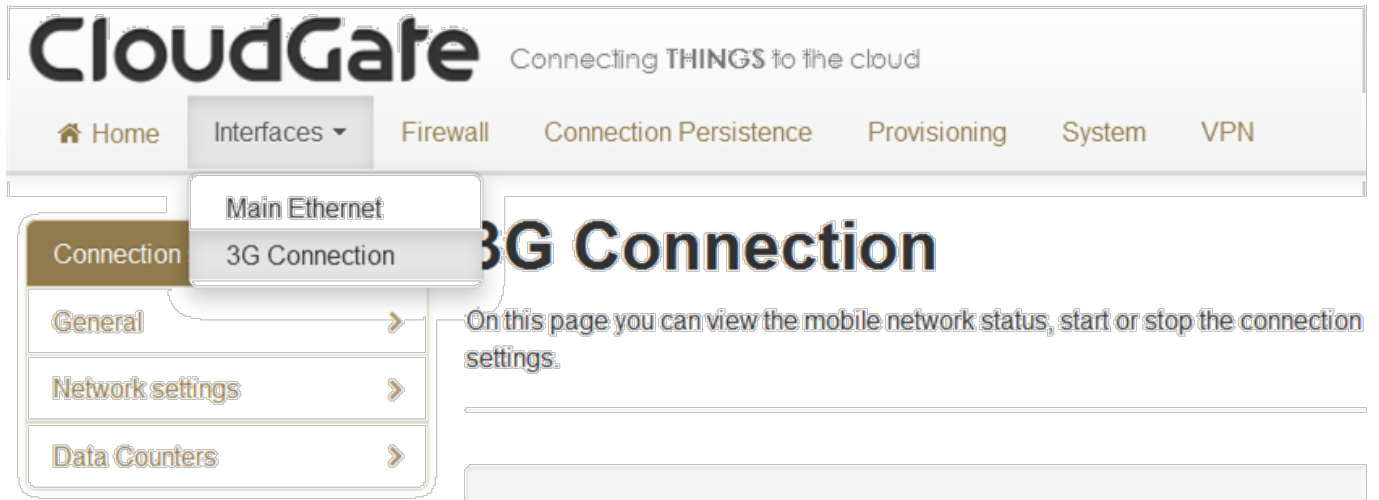 CloudGate Connecting THINGS to the cloud
Home Interfaces Firewall Connection Persistence Provisioning System VPN
Main Ethernet
3G Connection
Connection
3G Connection
General
Network settings
Data Counters
On this page you can view the mobile network status, start or stop the connection
settings.